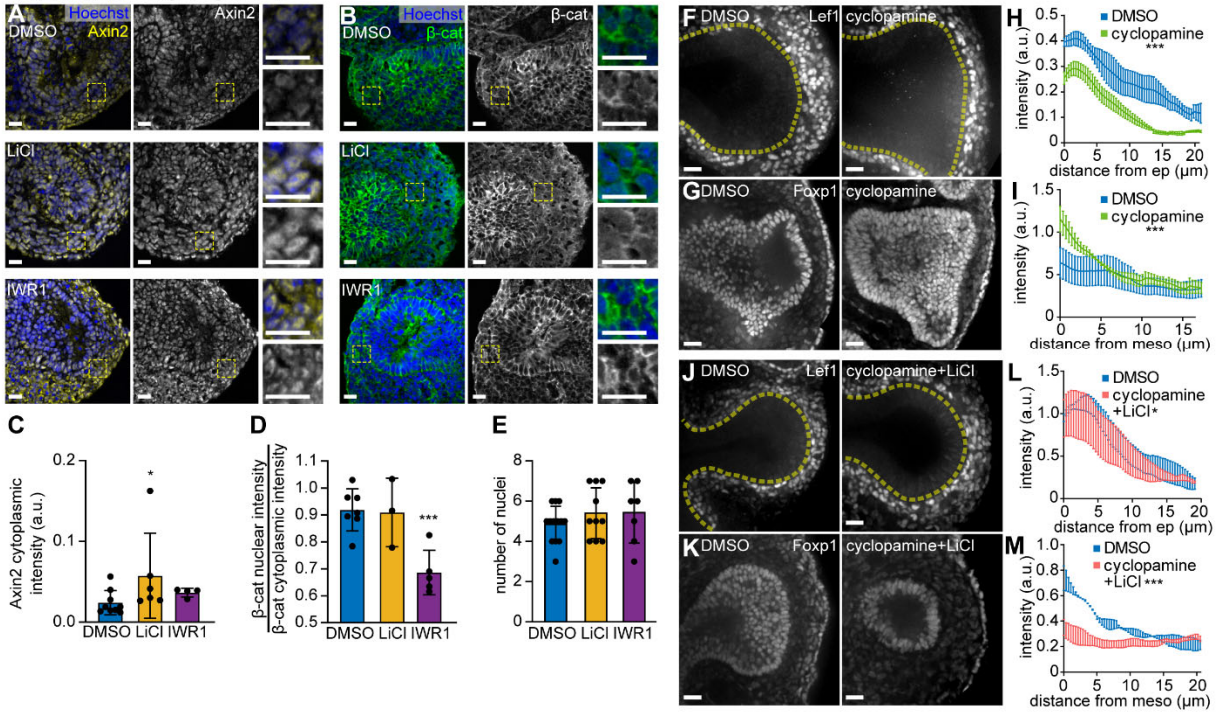 A Hoechst Axin2
DMSO Axin2
LiCl
IWR1
B Hoechst β-cat
DMSO β-cat
LiCl
IWR1
C
Axin2 cytoplasmic
intensity (a.u.)
0.2
0.1
0.0
*
DMSO LiCl IWR1
D
β-cat nuclear intensity
β-cat cytoplasmic intensity
1.1
1.0
0.9
0.8
0.7
0.6
0.5
***
DMSO LiCl IWR1
E
number of nuclei
8
6
4
2
0
DMSO LiCl IWR1
F DMSO Lef1 cyclopamine
G DMSO Foxp1 cyclopamine
H
DMSO
cyclopamine
***
intensity (a.u.)
0.5
0.4
0.3
0.2
0.1
0
0 5 10 15 20
distance from ep (μm)
I
DMSO
cyclopamine
***
intensity (a.u.)
1.5
1.0
5
0
0 5 10 15
distance from meso (μm)
J DMSO Lef1 cyclopamine+LiCl
K DMSO Foxp1 cyclopamine+LiCl
L
DMSO
cyclopamine
+LiCl*
intensity (a.u.)
1.5
1.0
0.5
0
0 5 10 15 20
distance from ep (μm)
M
DMSO
cyclopamine
+LiCl ***
intensity (a.u.)
1.0
0.8
0.6
0.4
0.2
0
0 5 10 15 20
distance from meso (μm)